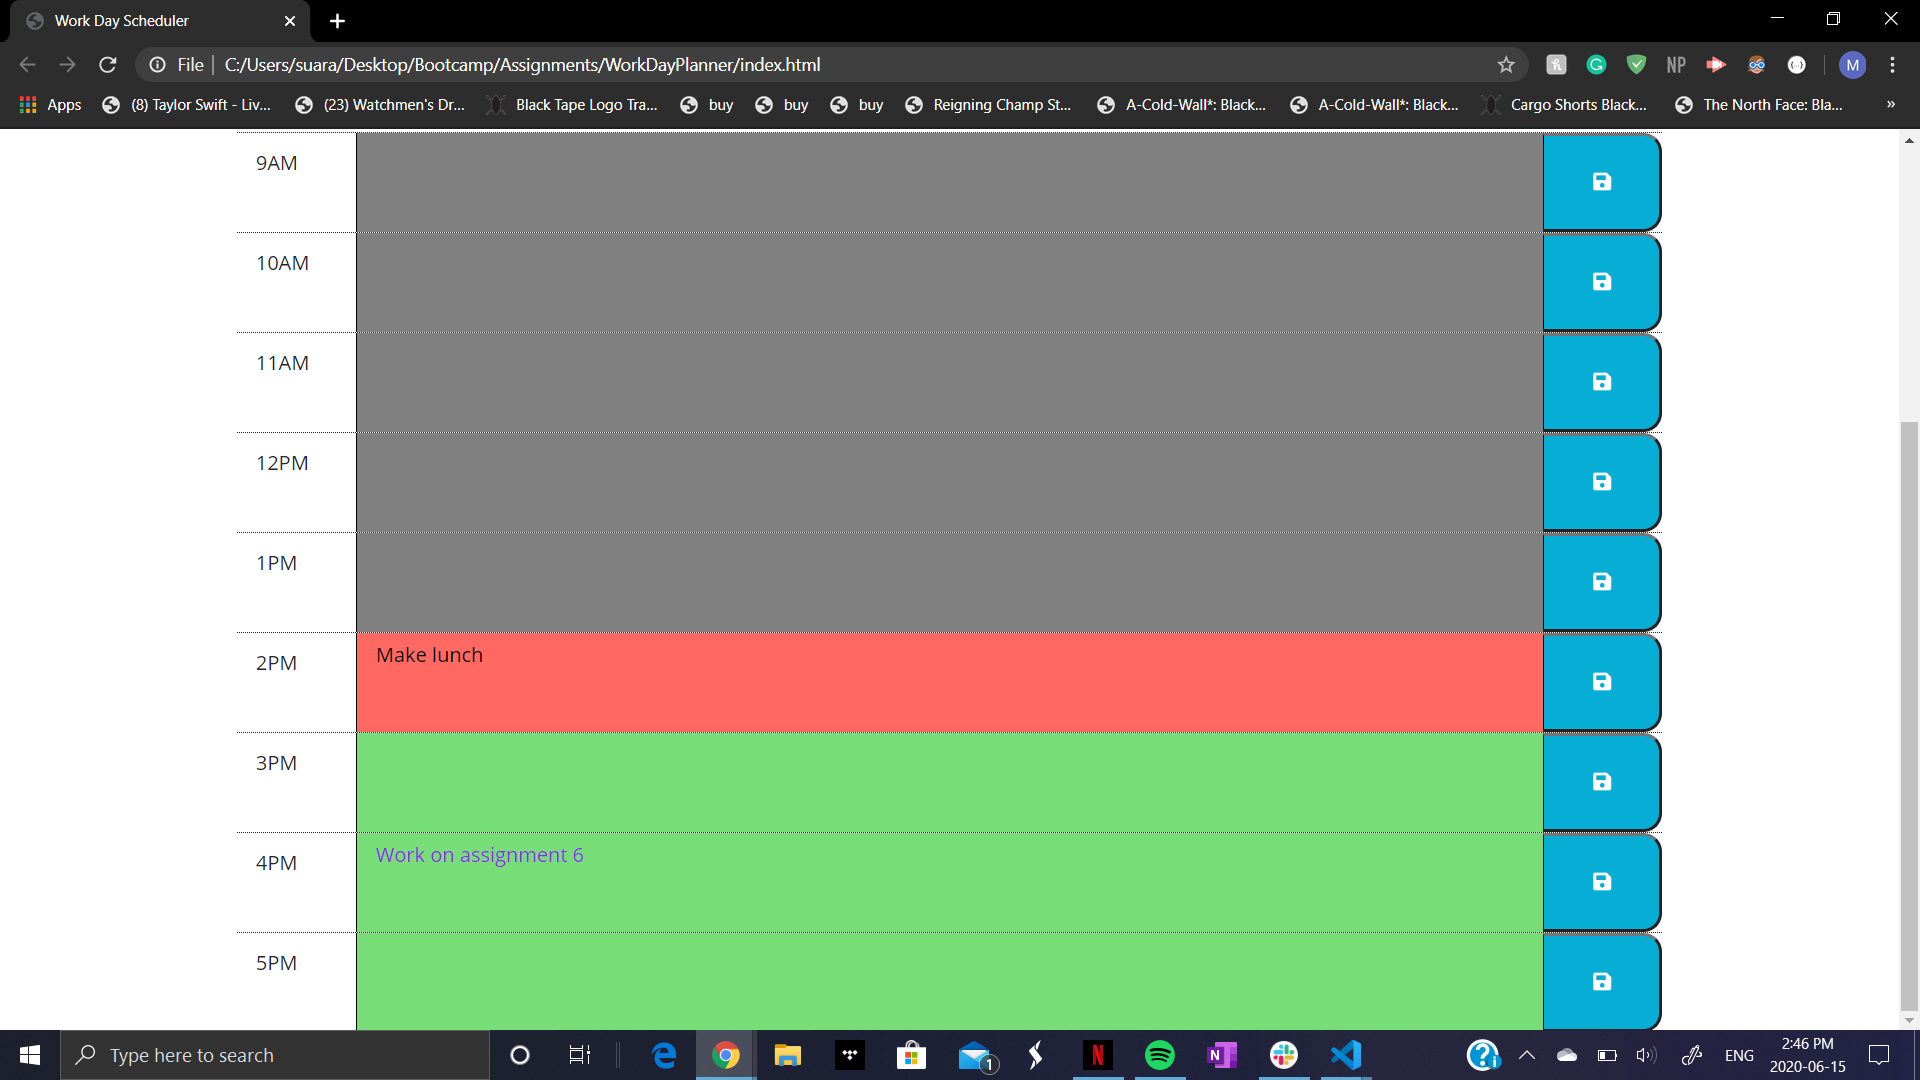 Work Day Scheduler
File | C:/Users/suara/Desktop/Bootcamp/Assignments/WorkDayPlanner/index.html
NP
M
Apps
(8) Taylor Swift - Liv...
(23) Watchmen's Dr...
Black Tape Logo Tra...
buy
buy
buy
Reigning Champ St...
A-Cold-Wall*: Black...
A-Cold-Wall*: Black...
Cargo Shorts Black...
The North Face: Bla...
»
9AM
10AM
11AM
12PM
1PM
2PM
Make lunch
3PM
4PM
Work on assignment 6
5PM
Type here to search
1
N
N
ENG
2:46 PM
2020-06-15